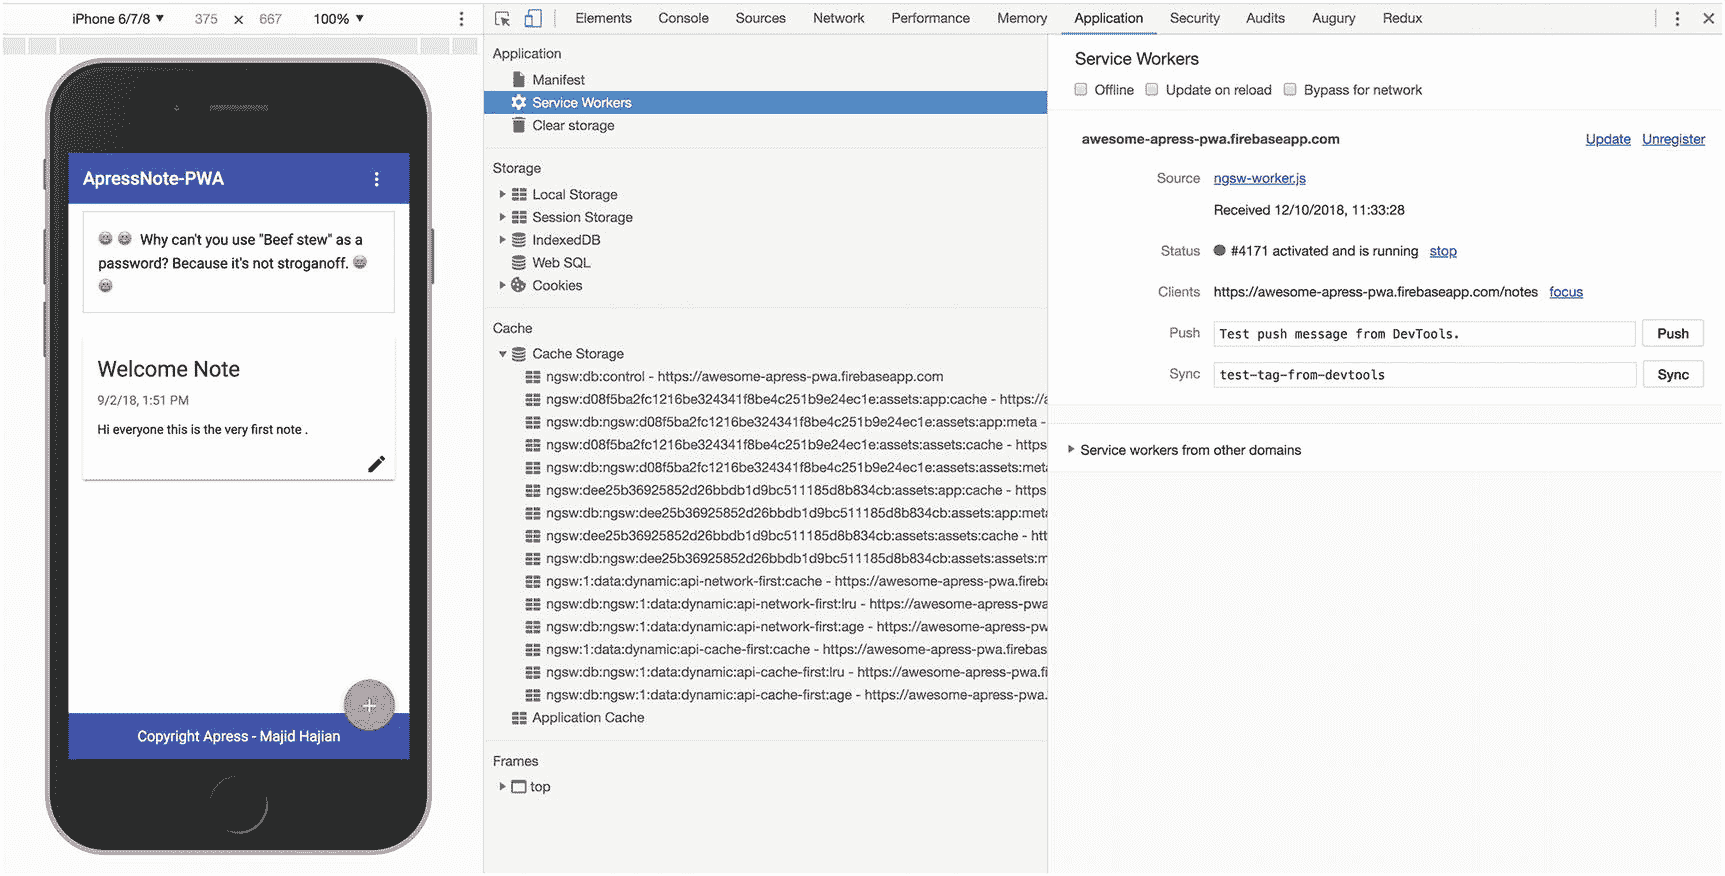 iPhone 6/7/8 ▼ 375 × 667 100% ▼
Elements Console Sources Network Performance Memory Application Security Audits Augury Redux
ApressNote-PWA
Why can't you use "Beef stew" as a
password? Because it's not stroganoff.
Welcome Note
9/2/18, 1:51 PM
Hi everyone this is the very first note .
+
Copyright Apress - Majid Hajian
Application
Manifest
Service Workers
Clear storage
Storage
Local Storage
Session Storage
IndexedDB
Web SQL
Cookies
Cache
Cache Storage
ngsw:db:control - https://awesome-apress-pwa.firebaseapp.com
ngsw:d08f5ba2fc1216be324341f8be4c251b9e24ec1e:assets:app:cache - https://a
ngsw:db:ngsw:d08f5ba2fc1216be324341f8be4c251b9e24ec1e:assets:app:meta -
ngsw:d08f5ba2fc1216be324341f8be4c251b9e24ec1e:assets:assets:cache - https
ngsw:db:ngsw:d08f5ba2fc1216be324341f8be4c251b9e24ec1e:assets:assets:meta
ngsw:dee25b36925852d26bbdb1d9bc511185d8b834cb:assets:app:cache - https
ngsw:db:ngsw:dee25b36925852d26bbdb1d9bc511185d8b834cb:assets:app:meta
ngsw:dee25b36925852d26bbdb1d9bc511185d8b834cb:assets:assets:cache - htt
ngsw:db:ngsw:dee25b36925852d26bbdb1d9bc511185d8b834cb:assets:assets:m
ngsw:1:data:dynamic:api-network-first:cache - https://awesome-apress-pwa.fireba
ngsw:db:ngsw:1:data:dynamic:api-network-first:lru - https://awesome-apress-pwa
ngsw:db:ngsw:1:data:dynamic:api-network-first:age - https://awesome-apress-pw
ngsw:1:data:dynamic:api-cache-first:cache - https://awesome-apress-pwa.firebas
ngsw:db:ngsw:1:data:dynamic:api-cache-first:lru - https://awesome-apress-pwa.fi
ngsw:db:ngsw:1:data:dynamic:api-cache-first:age - https://awesome-apress-pwa.
Application Cache
Frames
top
Service Workers
Offline Update on reload Bypass for network
awesome-apress-pwa.firebaseapp.com Update Unregister
Source ngsw-worker.js
Received 12/10/2018, 11:33:28
Status #4171 activated and is running stop
Clients https://awesome-apress-pwa.firebaseapp.com/notes focus
Push Test push message from DevTools. Push
Sync test-tag-from-devtools Sync
Service workers from other domains